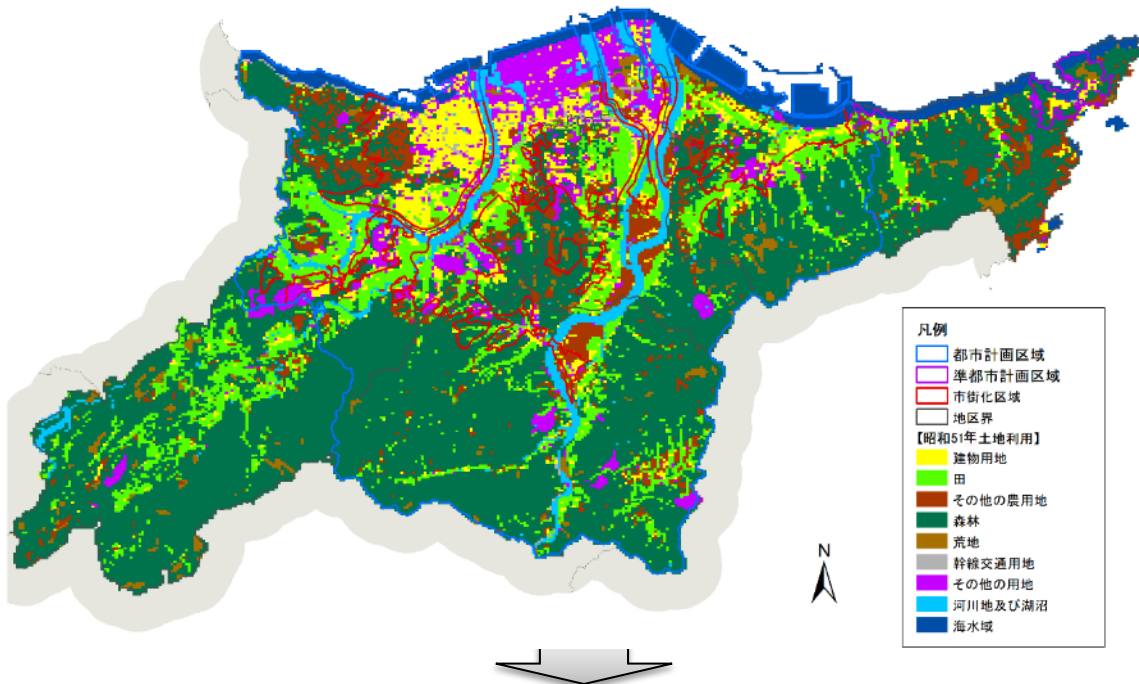 凡例
都市計画区域
準都市計画区域
市街化区域
地区界
【昭和51年土地利用】
建物用地
田
その他の農用地
森林
荒地
幹線交通用地
その他の用地
河川地及び湖沼
海水域
N